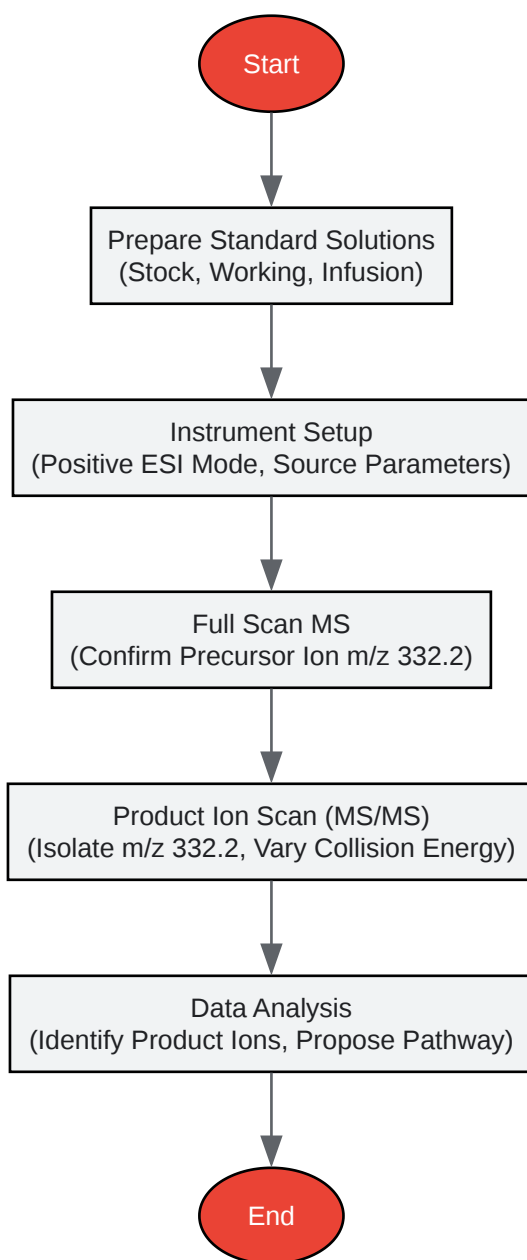 Start
Prepare Standard Solutions
(Stock, Working, Infusion)
Instrument Setup
(Positive ESI Mode, Source Parameters)
Full Scan MS
(Confirm Precursor Ion m/z 332.2)
Product Ion Scan (MS/MS)
(Isolate m/z 332.2, Vary Collision Energy)
Data Analysis
(Identify Product Ions, Propose Pathway)
End